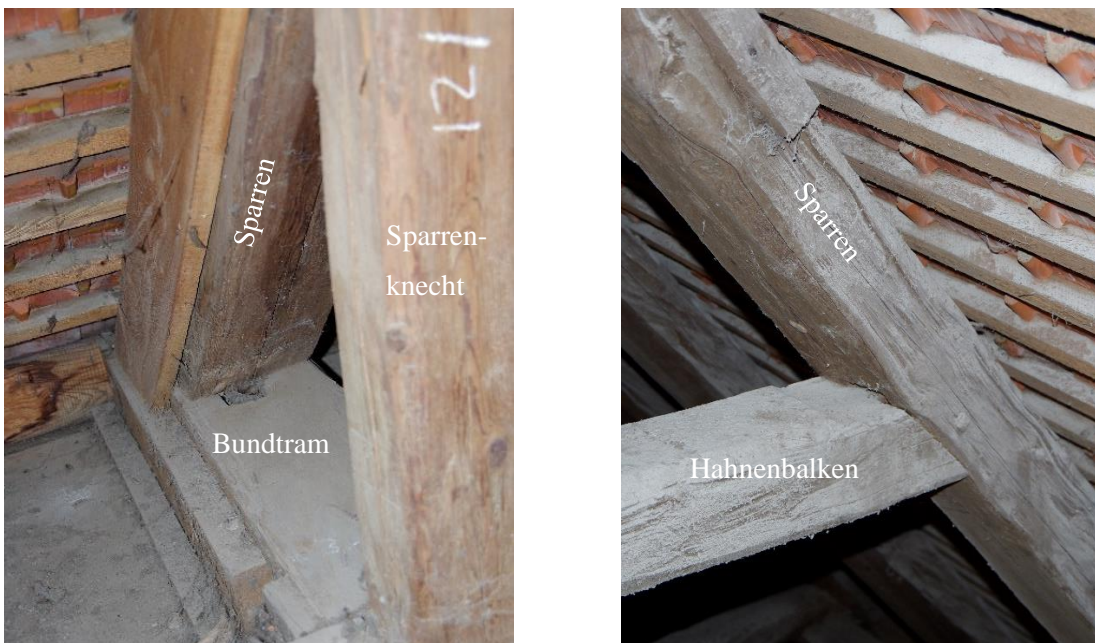 121
Sparren
Sparren-
knecht
Bundtram
Sparren
Hahnenbalken